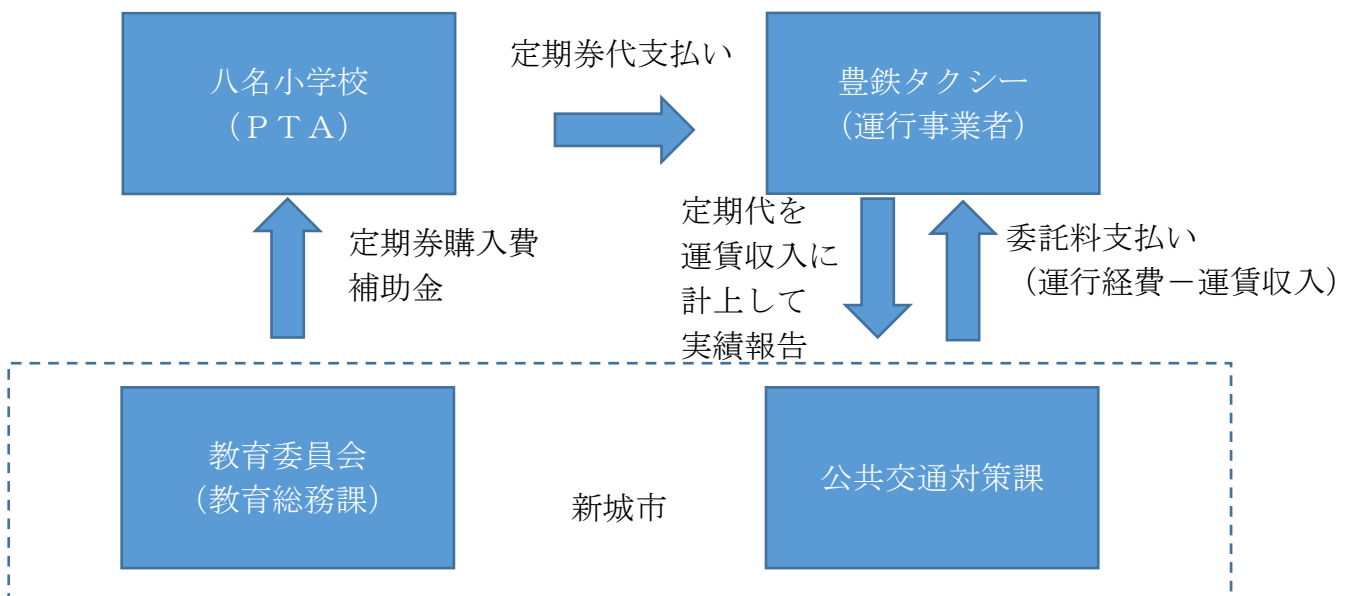 八名小学校
（ＰＴＡ）
定期券代支払い
豊鉄タクシー
（運行事業者）
定期券購入費
補助金
定期代を
運賃収入に
計上して
実績報告
委託料支払い
（運行経費－運賃収入）
教育委員会
（教育総務課）
新城市
公共交通対策課